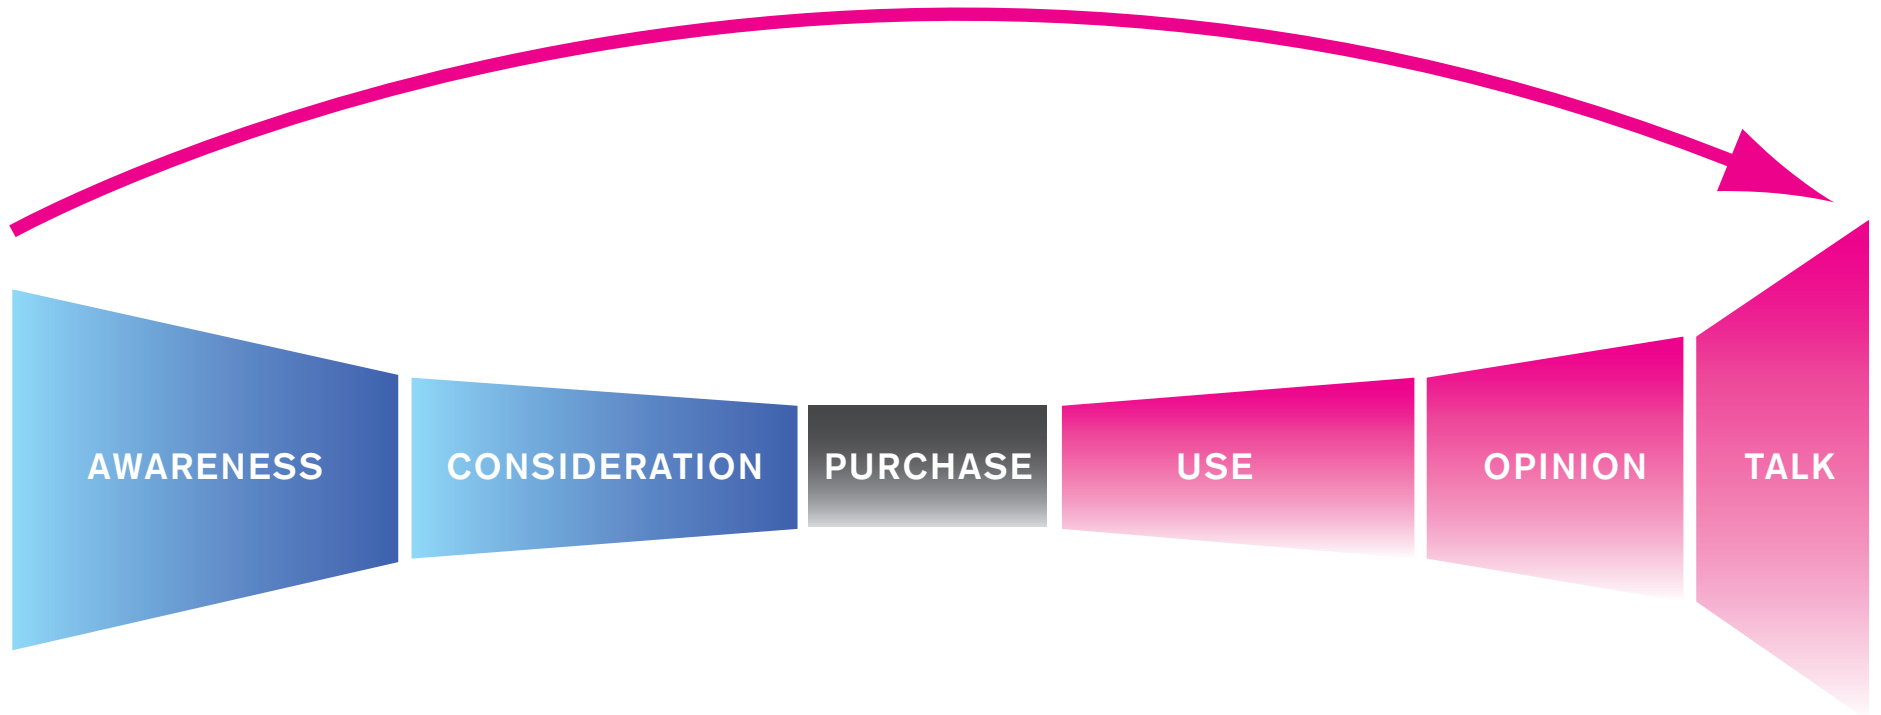 AWARENESS
CONSIDERATION
PURCHASE
USE
OPINION
TALK